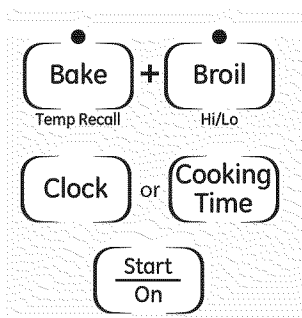 Bake + Broil
Temp Recall Hi/Lo
Clock or Cooking Time
Start
On